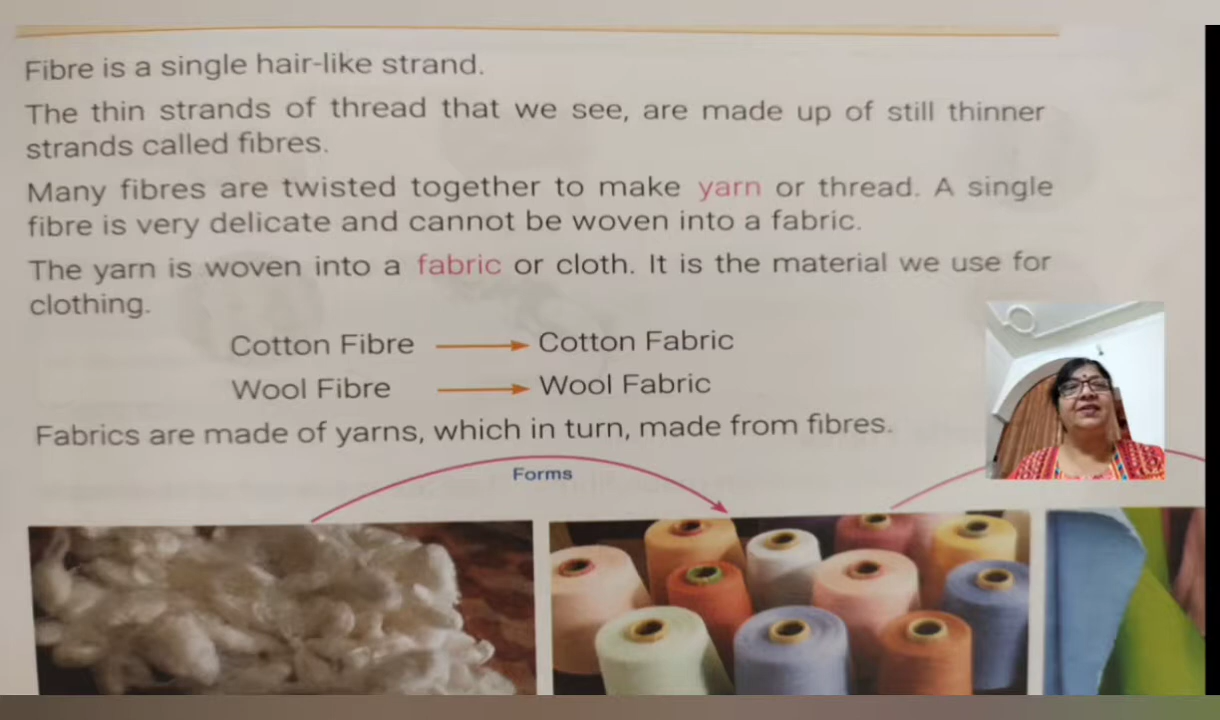 Fibre is a single hair-like strand.
The thin strands of thread that we see, are made up of still thinner
strands called fibres.
Many fibres are twisted together to make yarn or thread. A single
fibre is very delicate and cannot be woven into a fabric.
The yarn is woven into a fabric or cloth. It is the material we use for
clothing.
Cotton Fibre Cotton Fabric
Wool Fibre Wool Fabric
Fabrics are made of yarns, which in turn, made from fibres.
Forms